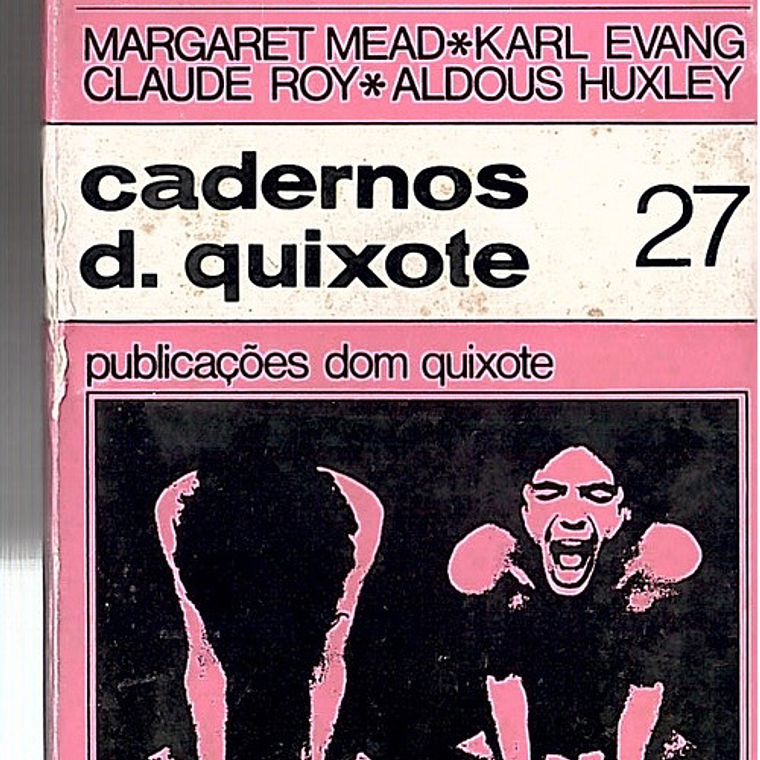 MARGARET MEAD*KARL EVANG
CLAUDE ROY*ALDOUS HUXLEY
cadernos
d. quixote
27
publicações dom quixote